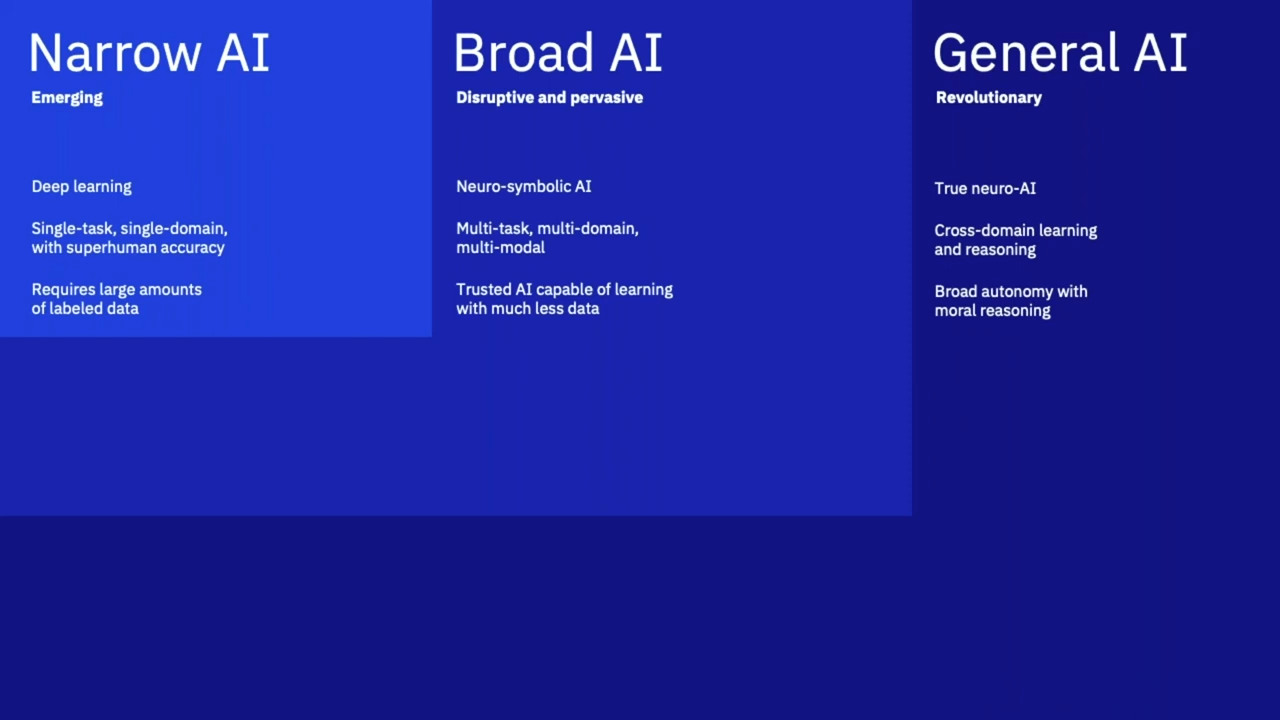 Narrow AI
Emerging
Deep learning
Single-task, single-domain,
with superhuman accuracy
Requires large amounts
of labeled data
Broad AI
Disruptive and pervasive
Neuro-symbolic AI
Multi-task, multi-domain,
multi-modal
Trusted AI capable of learning
with much less data
General AI
Revolutionary
True neuro-AI
Cross-domain learning
and reasoning
Broad autonomy with
moral reasoning